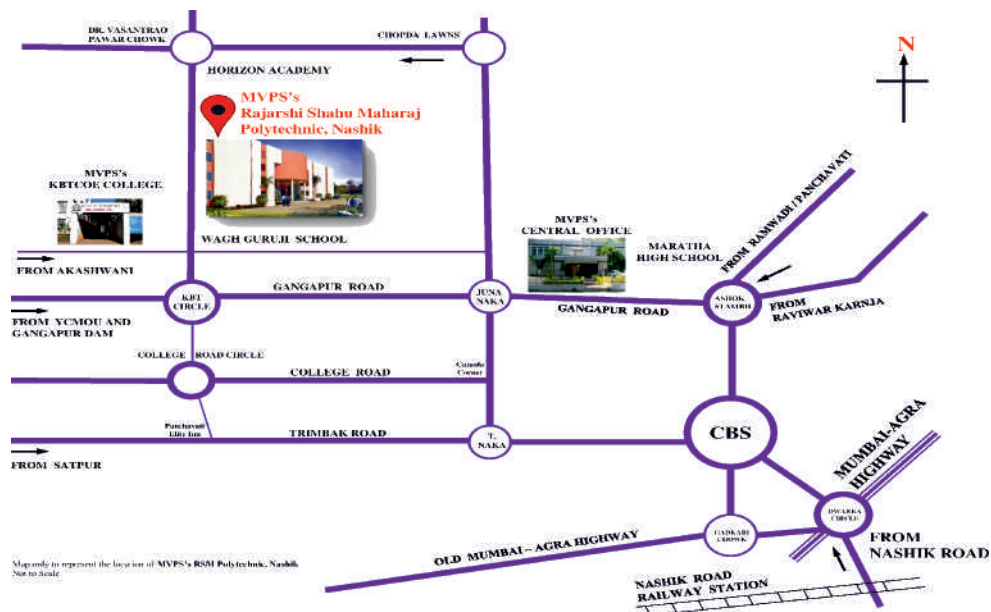 DR. VASANTRAO
PAWAR CHOWK
CHOPDA LAWNS
N
HORIZON ACADEMY
MVPS's
Rajarshi Shahu Maharaj
Polytechnic, Nashik
MVPS's
KBTCOE COLLEGE
WAGH GURUJI SCHOOL
MVPS's
CENTRAL OFFICE
MARATHA
HIGH SCHOOL
FROM RAMWADI / PANCHAVATI
FROM AKASHWANI
KBT
CIRCLE
GANGAPUR ROAD
JUNA
NAKA
GANGAPUR ROAD
ASHOK
STAMBH
FROM
RAVIWAR KARNJA
FROM YCMOU AND
GANGAPUR DAM
COLLEGE ROAD CIRCLE
COLLEGE ROAD
Corner
Panchavati
Elite Inn
TRIMBAK ROAD
T.
NAKA
CBS
FROM SATPUR
MUMBAI-AGRA
HIGHWAY
DWARKA
CIRCLE
GADKARI
CHOWK
OLD MUMBAI – AGRA HIGHWAY
FROM
NASHIK ROAD
NASHIK ROAD
RAILWAY STATION
Map only to represent the location of MVPS's RSM Polytechnic, Nashik
Not to Scale